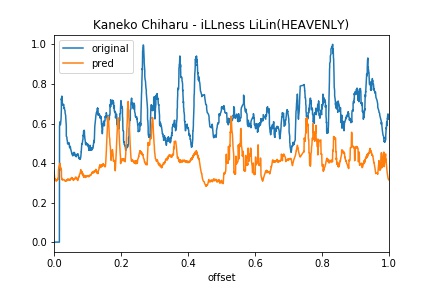 Kaneko Chiharu - iLLness LiLin(HEAVENLY)
original
pred
1.0
0.8
0.6
0.4
0.2
0.0
0.0 0.2 0.4 0.6 0.8 1.0
offset